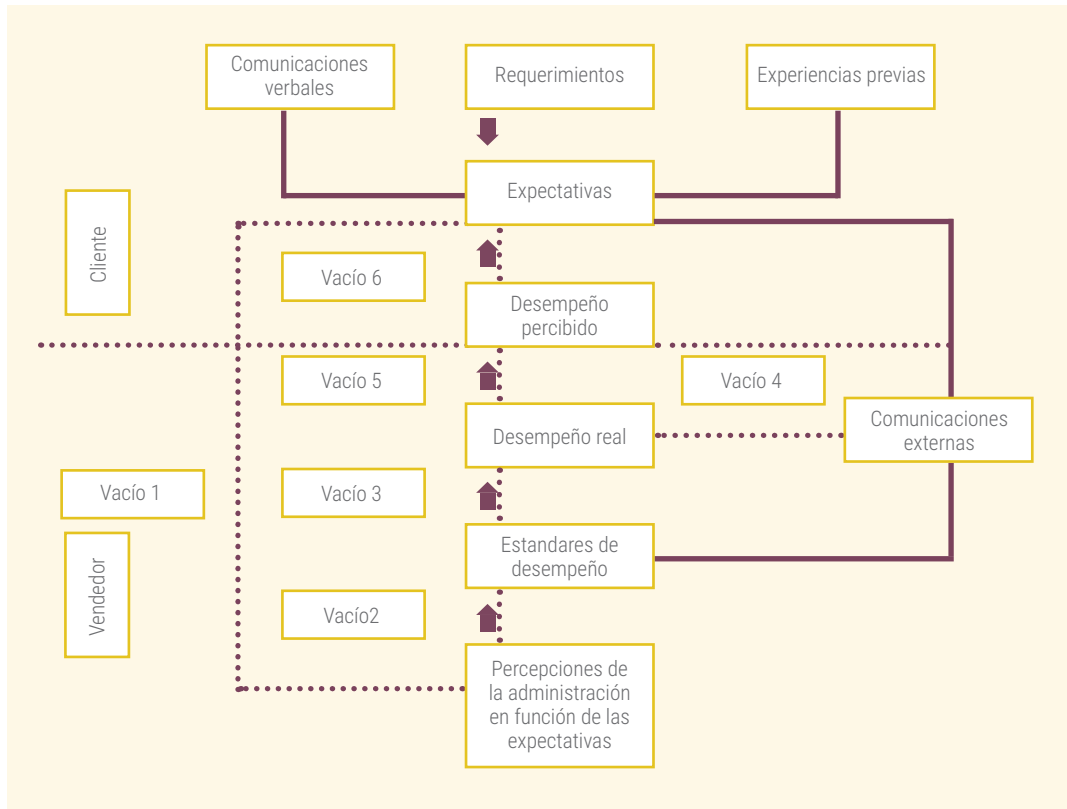 Comunicaciones
verbales
Requerimientos
Experiencias previas
Expectativas
Cliente
Vacío 6
Desempeño
percibido
Vacío 5
Vacío 4
Desempeño real
Comunicaciones
externas
Vacío 1
Vacío 3
Estandares de
desempeño
Vendedor
Vacío2
Percepciones de
la administración
en función de las
expectativas